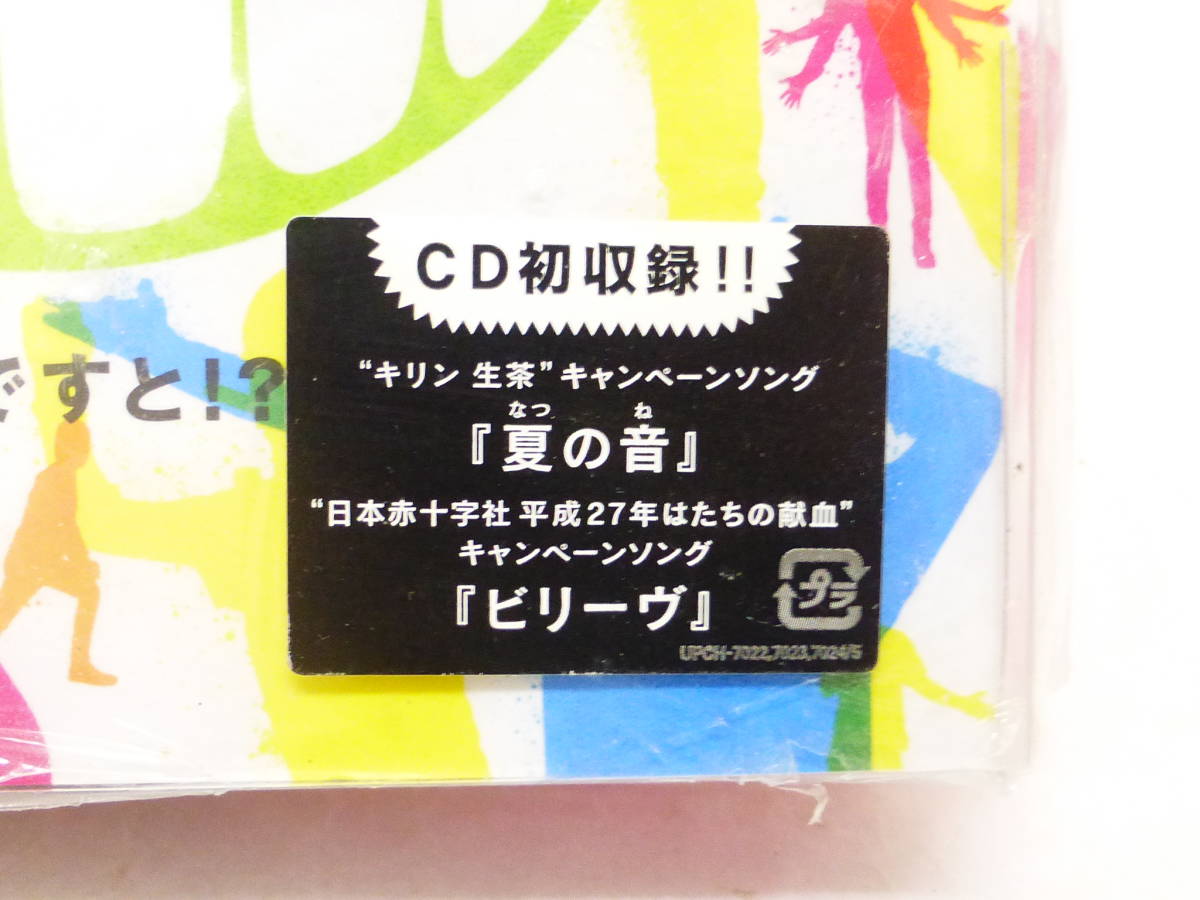 CD初収録!!
“キリン 生茶”キャンペーンソング
なつ ね
『夏の音』
“日本赤十字社 平成27年はたちの献血”
キャンペーンソング
『ビリーヴ』
プラ
UPCH-7022,7023,7024/5
ですと!?